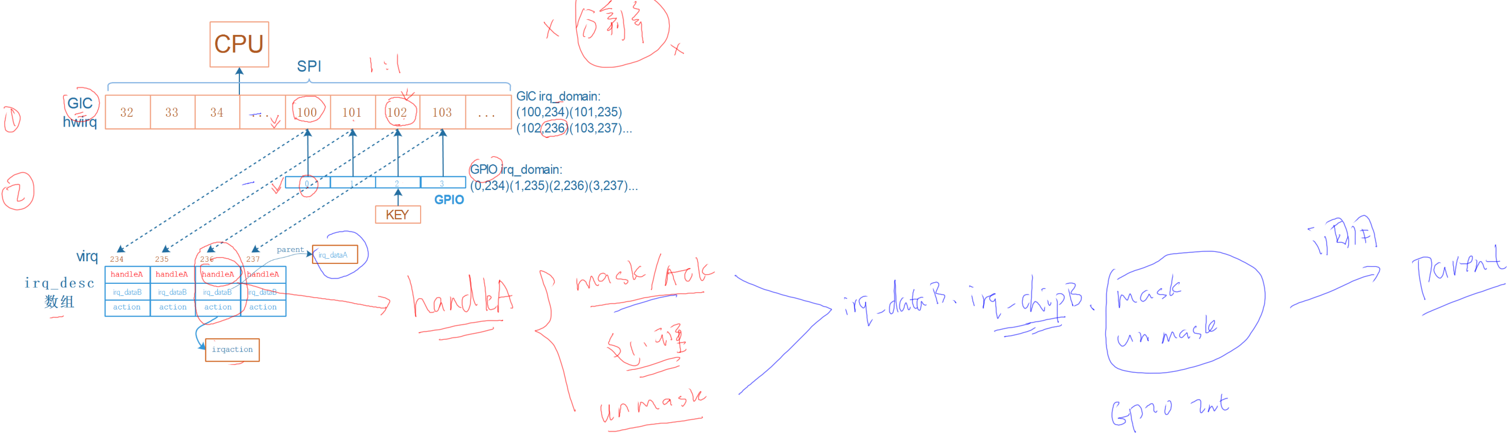 × 分辨率 ×
CPU
SPI 1:1
① GIC
hwirq
32 33 34 ... 100 101 102 103 ...
GIC irq_domain:
(100,234)(101,235)
(102,236)(103,237)...
②
0 1 2 3
GPIO irq_domain:
(0,234)(1,235)(2,236)(3,237)...
GPIO
KEY
virq
234 235 236 237
parent
irq_dataA
irq_desc
数组
handleA handleA handleA handleA
irq_dataB irq_dataB irq_dataB irq_dataB
action action action action
irqaction
handleA
mask/Ack
处理
unmask
irq_dataB. irq_chipB.
mask
unmask
GPIO Int
调用
parent